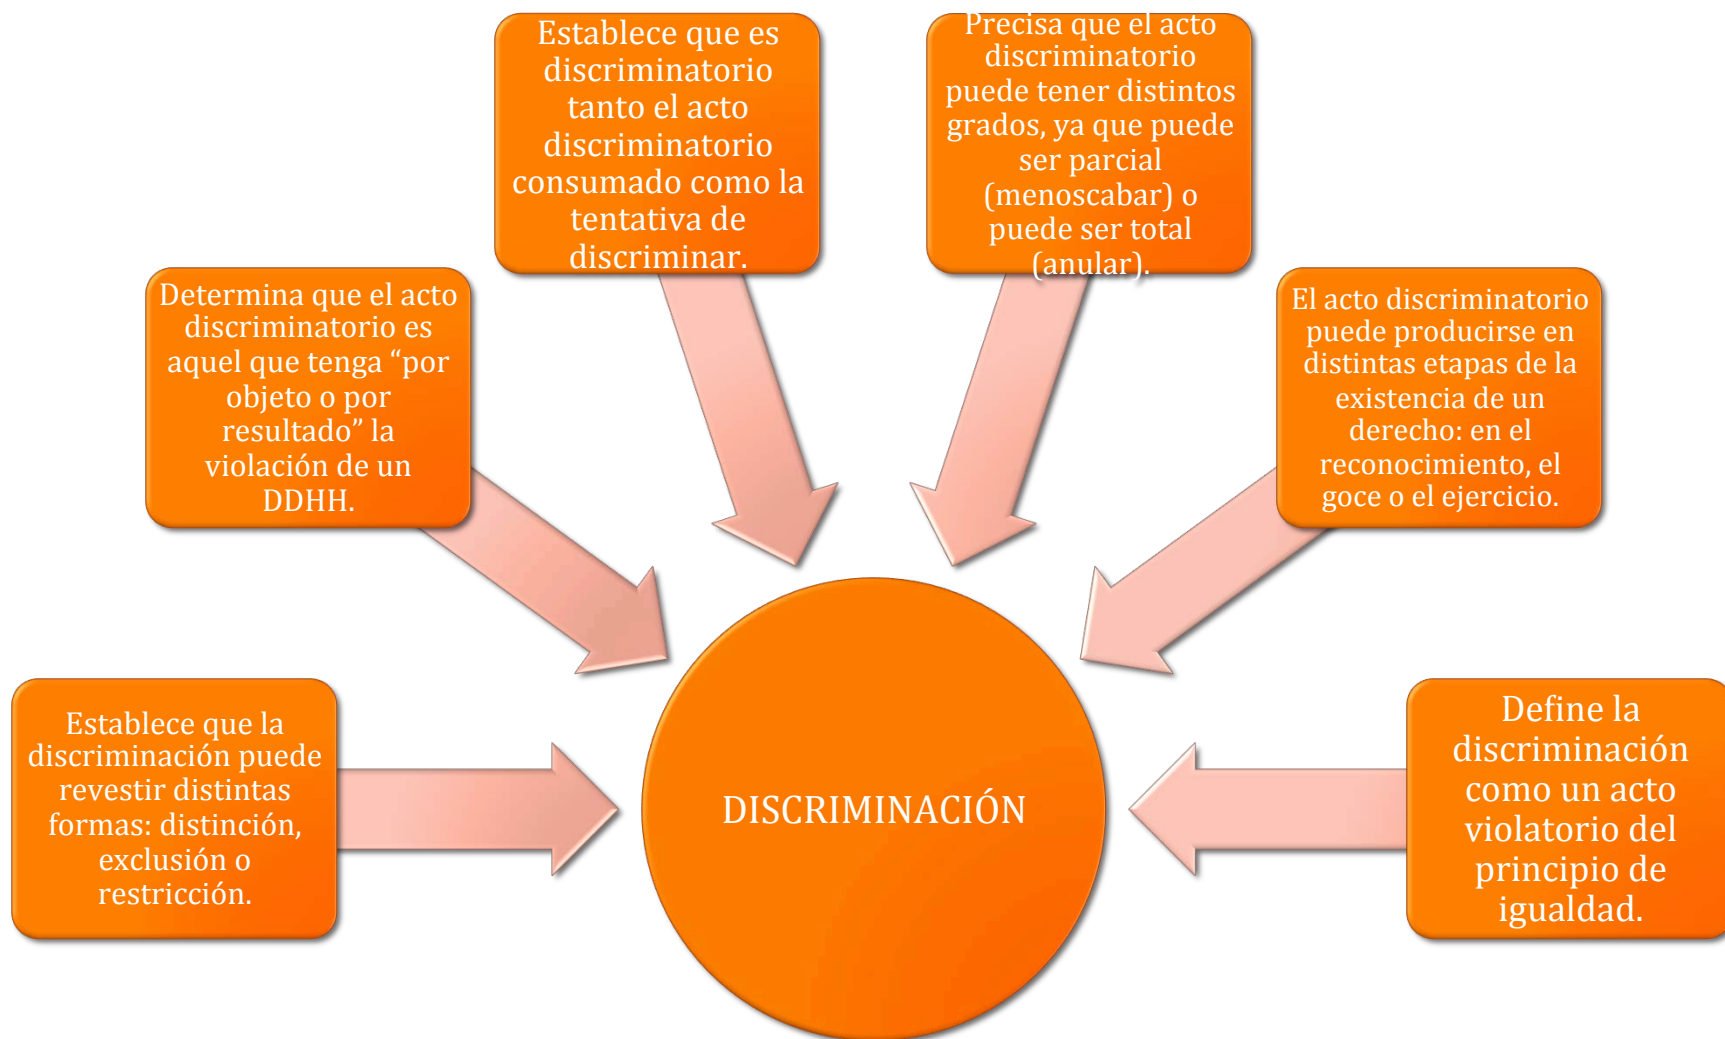 Establece que la
discriminación puede
revestir distintas
formas: distinción,
exclusión o
restricción.
Determina que el acto
discriminatorio es
aquel que tenga “por
objeto o por
resultado” la
violación de un
DDHH.
Establece que es
discriminatorio
tanto el acto
discriminatorio
consumado como la
tentativa de
discriminar.
Precisa que el acto
discriminatorio
puede tener distintos
grados, ya que puede
ser parcial
(menoscabar) o
puede ser total
(anular).
El acto discriminatorio
puede producirse en
distintas etapas de la
existencia de un
derecho: en el
reconocimiento, el
goce o el ejercicio.
Define la
discriminación
como un acto
violatorio del
principio de
igualdad.
DISCRIMINACIÓN